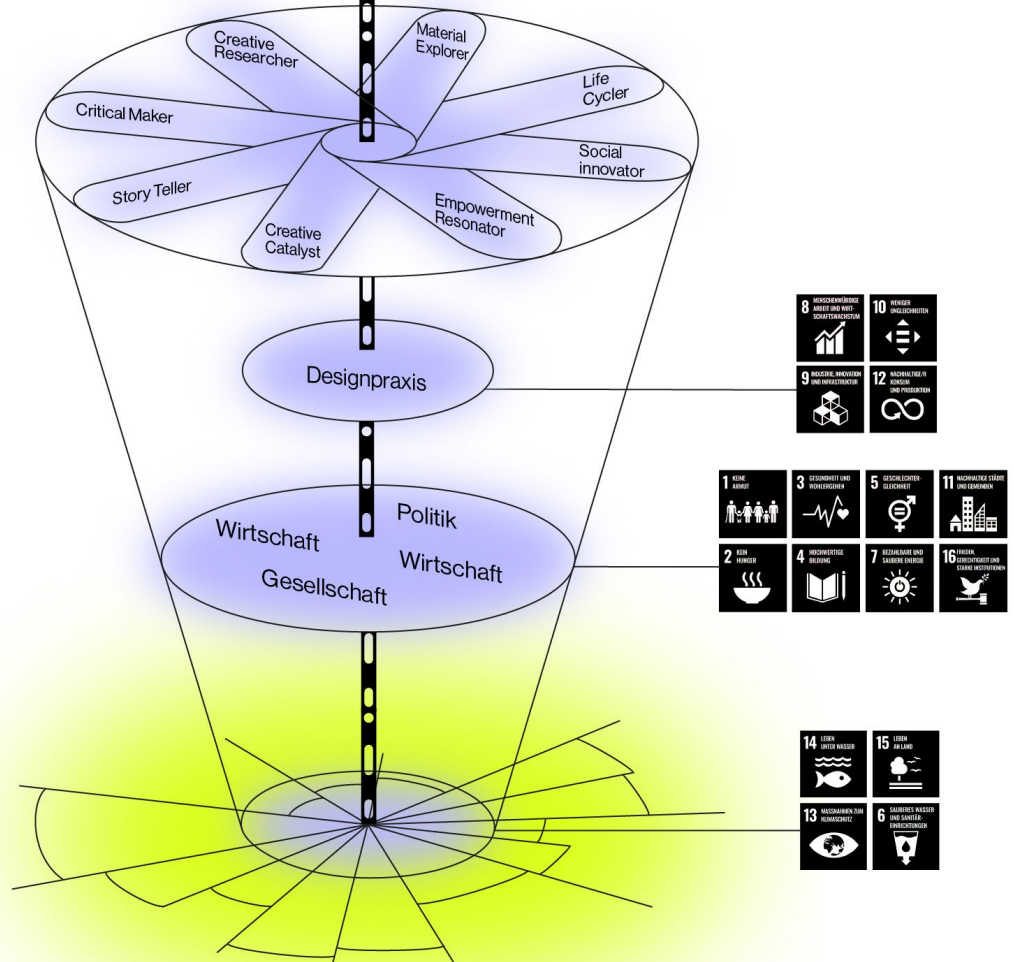 Creative
Researcher
Material
Explorer
Life
Cycler
Critical Maker
Social
innovator
Story Teller
Empowerment
Resonator
Creative
Catalyst
8 MENSCHENWÜRDIGE
ARBEIT UND WIRT-
SCHAFTSWACHSTUM
10 WENIGER
UNGLEICHHEITEN
9 INDUSTRIE, INNOVATION
UND INFRASTRUKTUR
12 NACHHALTIGE/R
KONSUM
UND PRODUKTION
Designpraxis
1 KEINE
ARMUT
3 GESUNDHEIT UND
WOHLERGEHEN
5 GESCHLECHTER-
GLEICHHEIT
11 NACHHALTIGE STÄDTE
UND GEMEINDEN
2 KEIN
HUNGER
4 HOCHWERTIGE
BILDUNG
7 BEZAHLBARE UND
SAUBERE ENERGIE
16 FRIEDEN,
GERECHTIGKEIT UND
STARKE INSTITUTIONEN
Politik
Wirtschaft
Wirtschaft
Gesellschaft
14 LEBEN
UNTER WASSER
15 LEBEN
AN LAND
13 MASSNAHMEN ZUM
KLIMASCHUTZ
6 SAUBERES WASSER
UND SANITÄR-
EINRICHTUNGEN